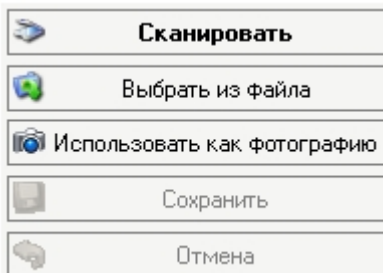 Сканировать
Выбрать из файла
Использовать как фотографию
Сохранить
Отмена